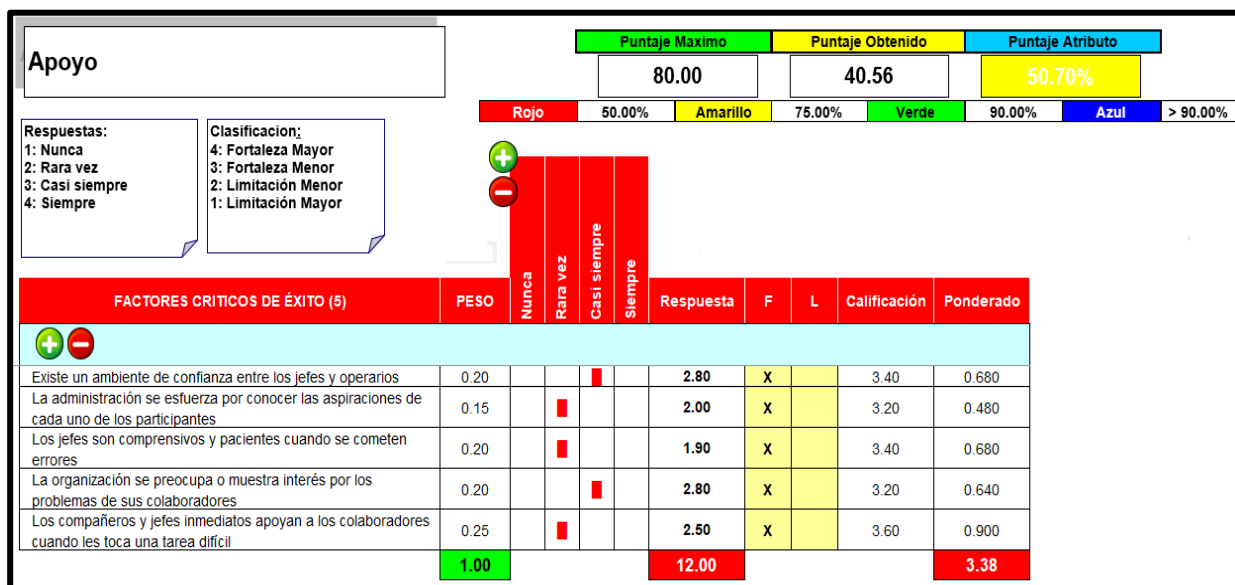 Apoyo
Puntaje Maximo Puntaje Obtenido Puntaje Atributo
80.00 40.56 50.70%
Rojo 50.00% Amarillo 75.00% Verde 90.00% Azul > 90.00%
Respuestas:
1: Nunca
2: Rara vez
3: Casi siempre
4: Siempre
Clasificacion:
4: Fortaleza Mayor
3: Fortaleza Menor
2: Limitación Menor
1: Limitación Mayor
FACTORES CRITICOS DE ÉXITO (5) PESO Nunca Rara vez Casi siempre Siempre Respuesta F L Calificación Ponderado
Existe un ambiente de confianza entre los jefes y operarios 0.20 2.80 X 3.40 0.680
La administración se esfuerza por conocer las aspiraciones de
cada uno de los participantes 0.15 2.00 X 3.20 0.480
Los jefes son comprensivos y pacientes cuando se cometen
errores 0.20 1.90 X 3.40 0.680
La organización se preocupa o muestra interés por los
problemas de sus colaboradores 0.20 2.80 X 3.20 0.640
Los compañeros y jefes inmediatos apoyan a los colaboradores
cuando les toca una tarea difícil 0.25 2.50 X 3.60 0.900
1.00 12.00 3.38